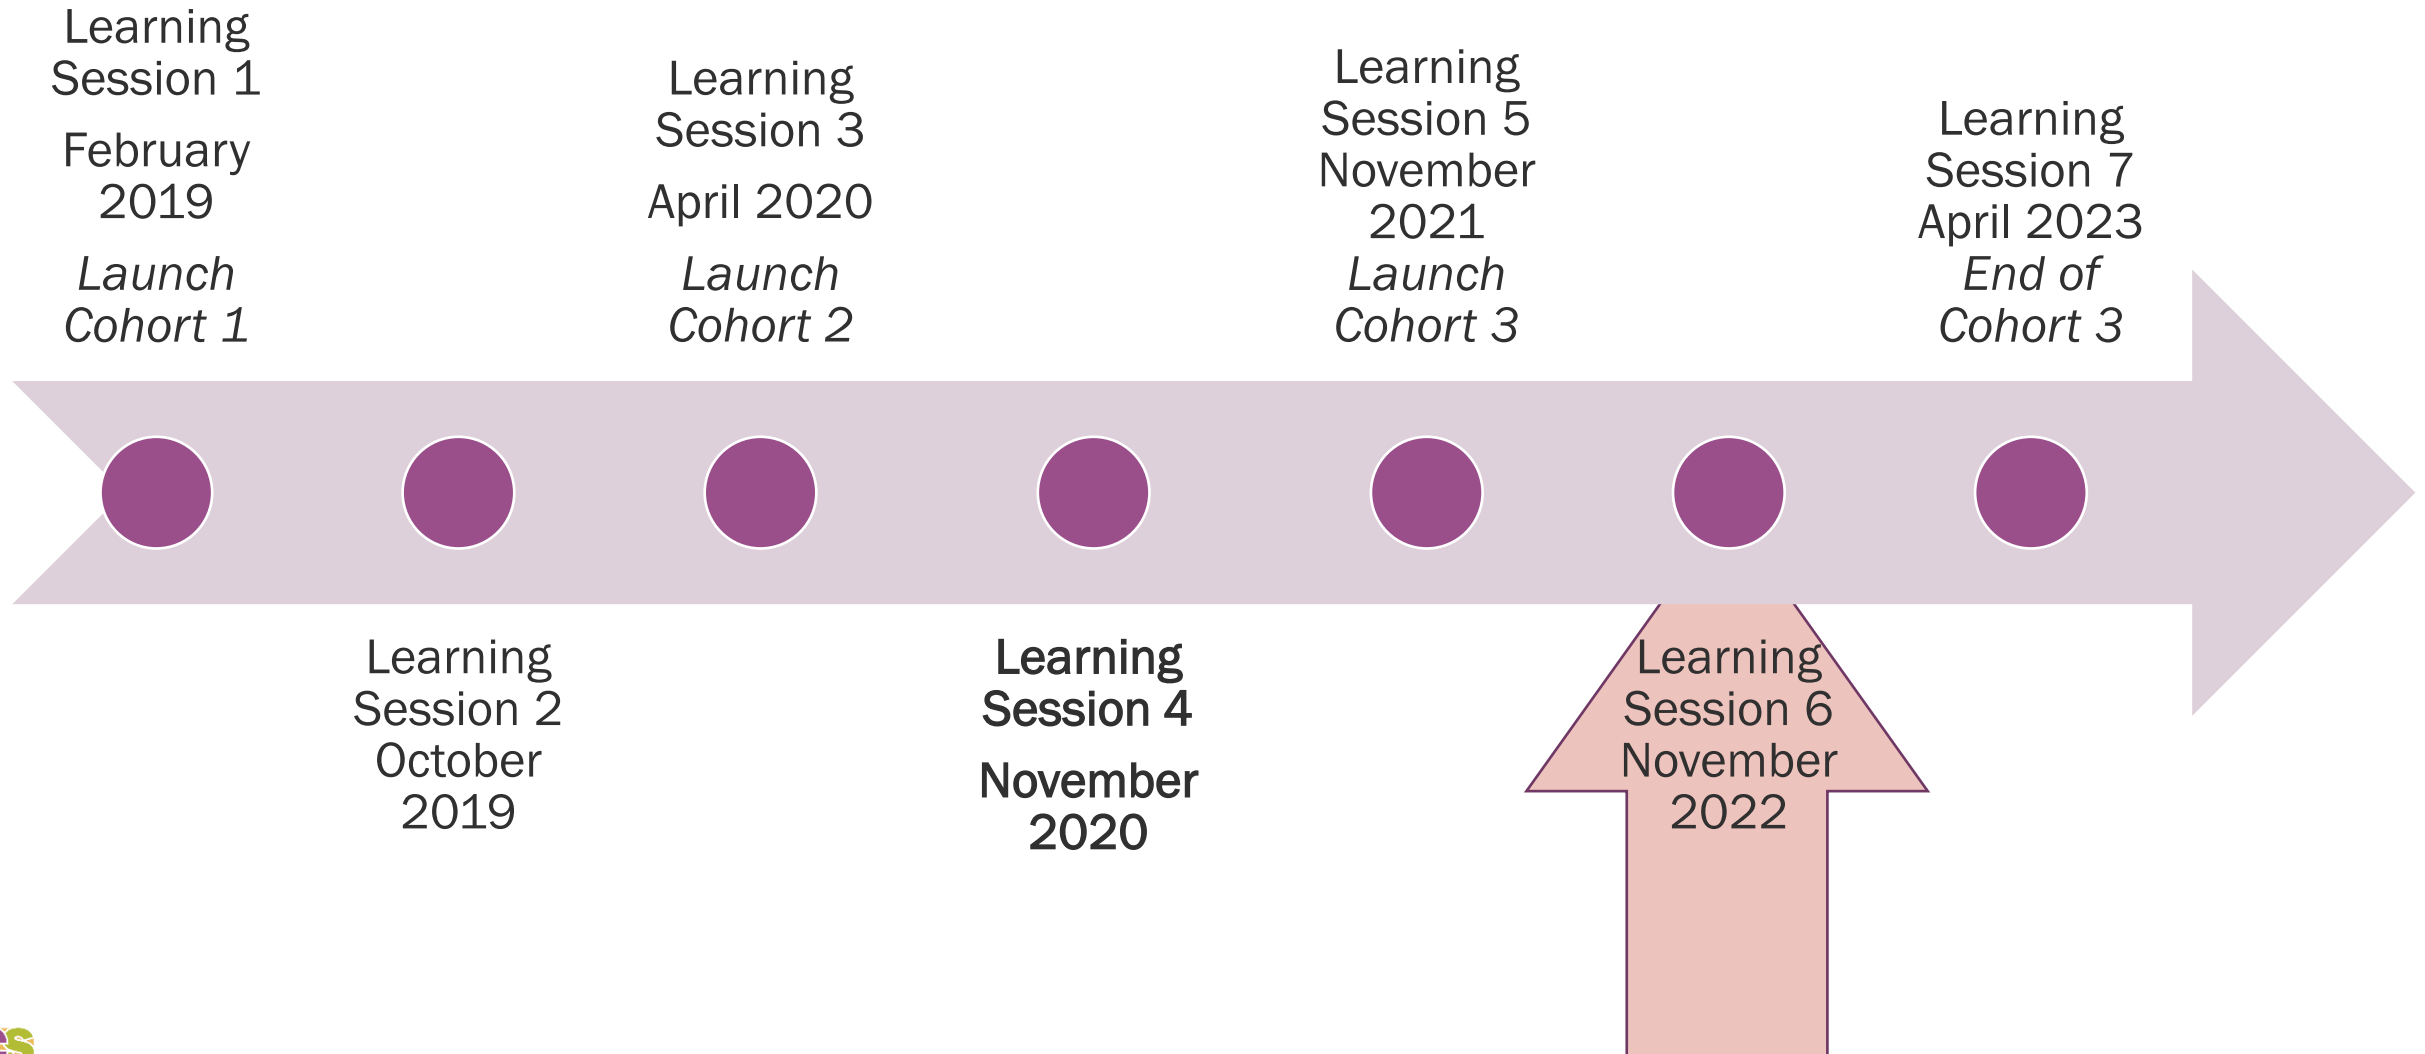 Learning
Session 1
February
2019
Launch
Cohort 1
Learning
Session 2
October
2019
Learning
Session 3
April 2020
Launch
Cohort 2
Learning
Session 4
November
2020
Learning
Session 5
November
2021
Launch
Cohort 3
Learning
Session 6
November
2022
Learning
Session 7
April 2023
End of
Cohort 3